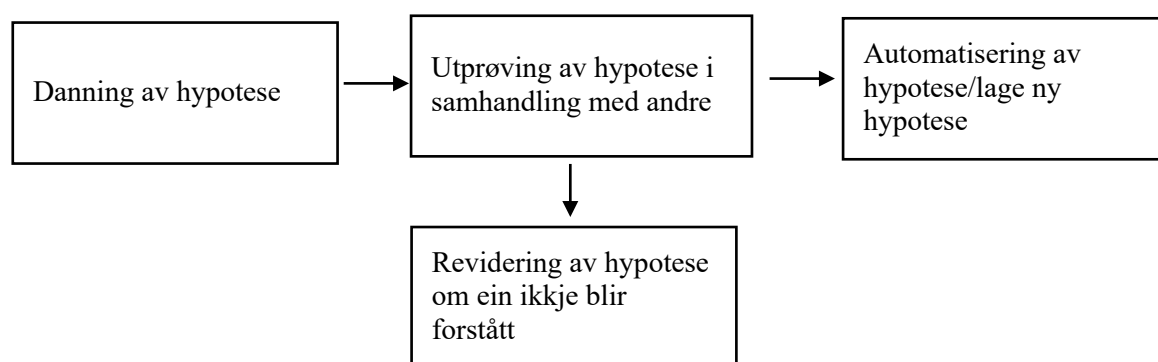 Danning av hypotese
Utprøving av hypotese i
samhandling med andre
Automatisering av
hypotese/lage ny
hypotese
Revidering av hypotese
om ein ikkje blir
forstått